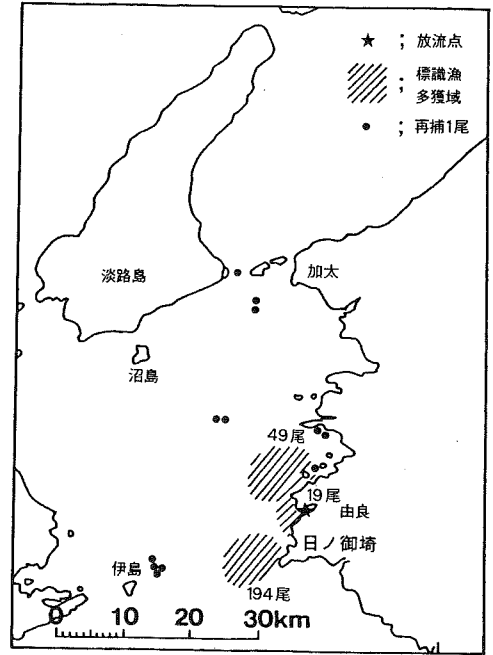 ★ ; 放流点
標識漁
多獲域
;
● ; 再捕1尾
淡路島
加太
沼島
49尾
19尾
由良
日ノ御埼
伊島
194尾
0 10 20 30km